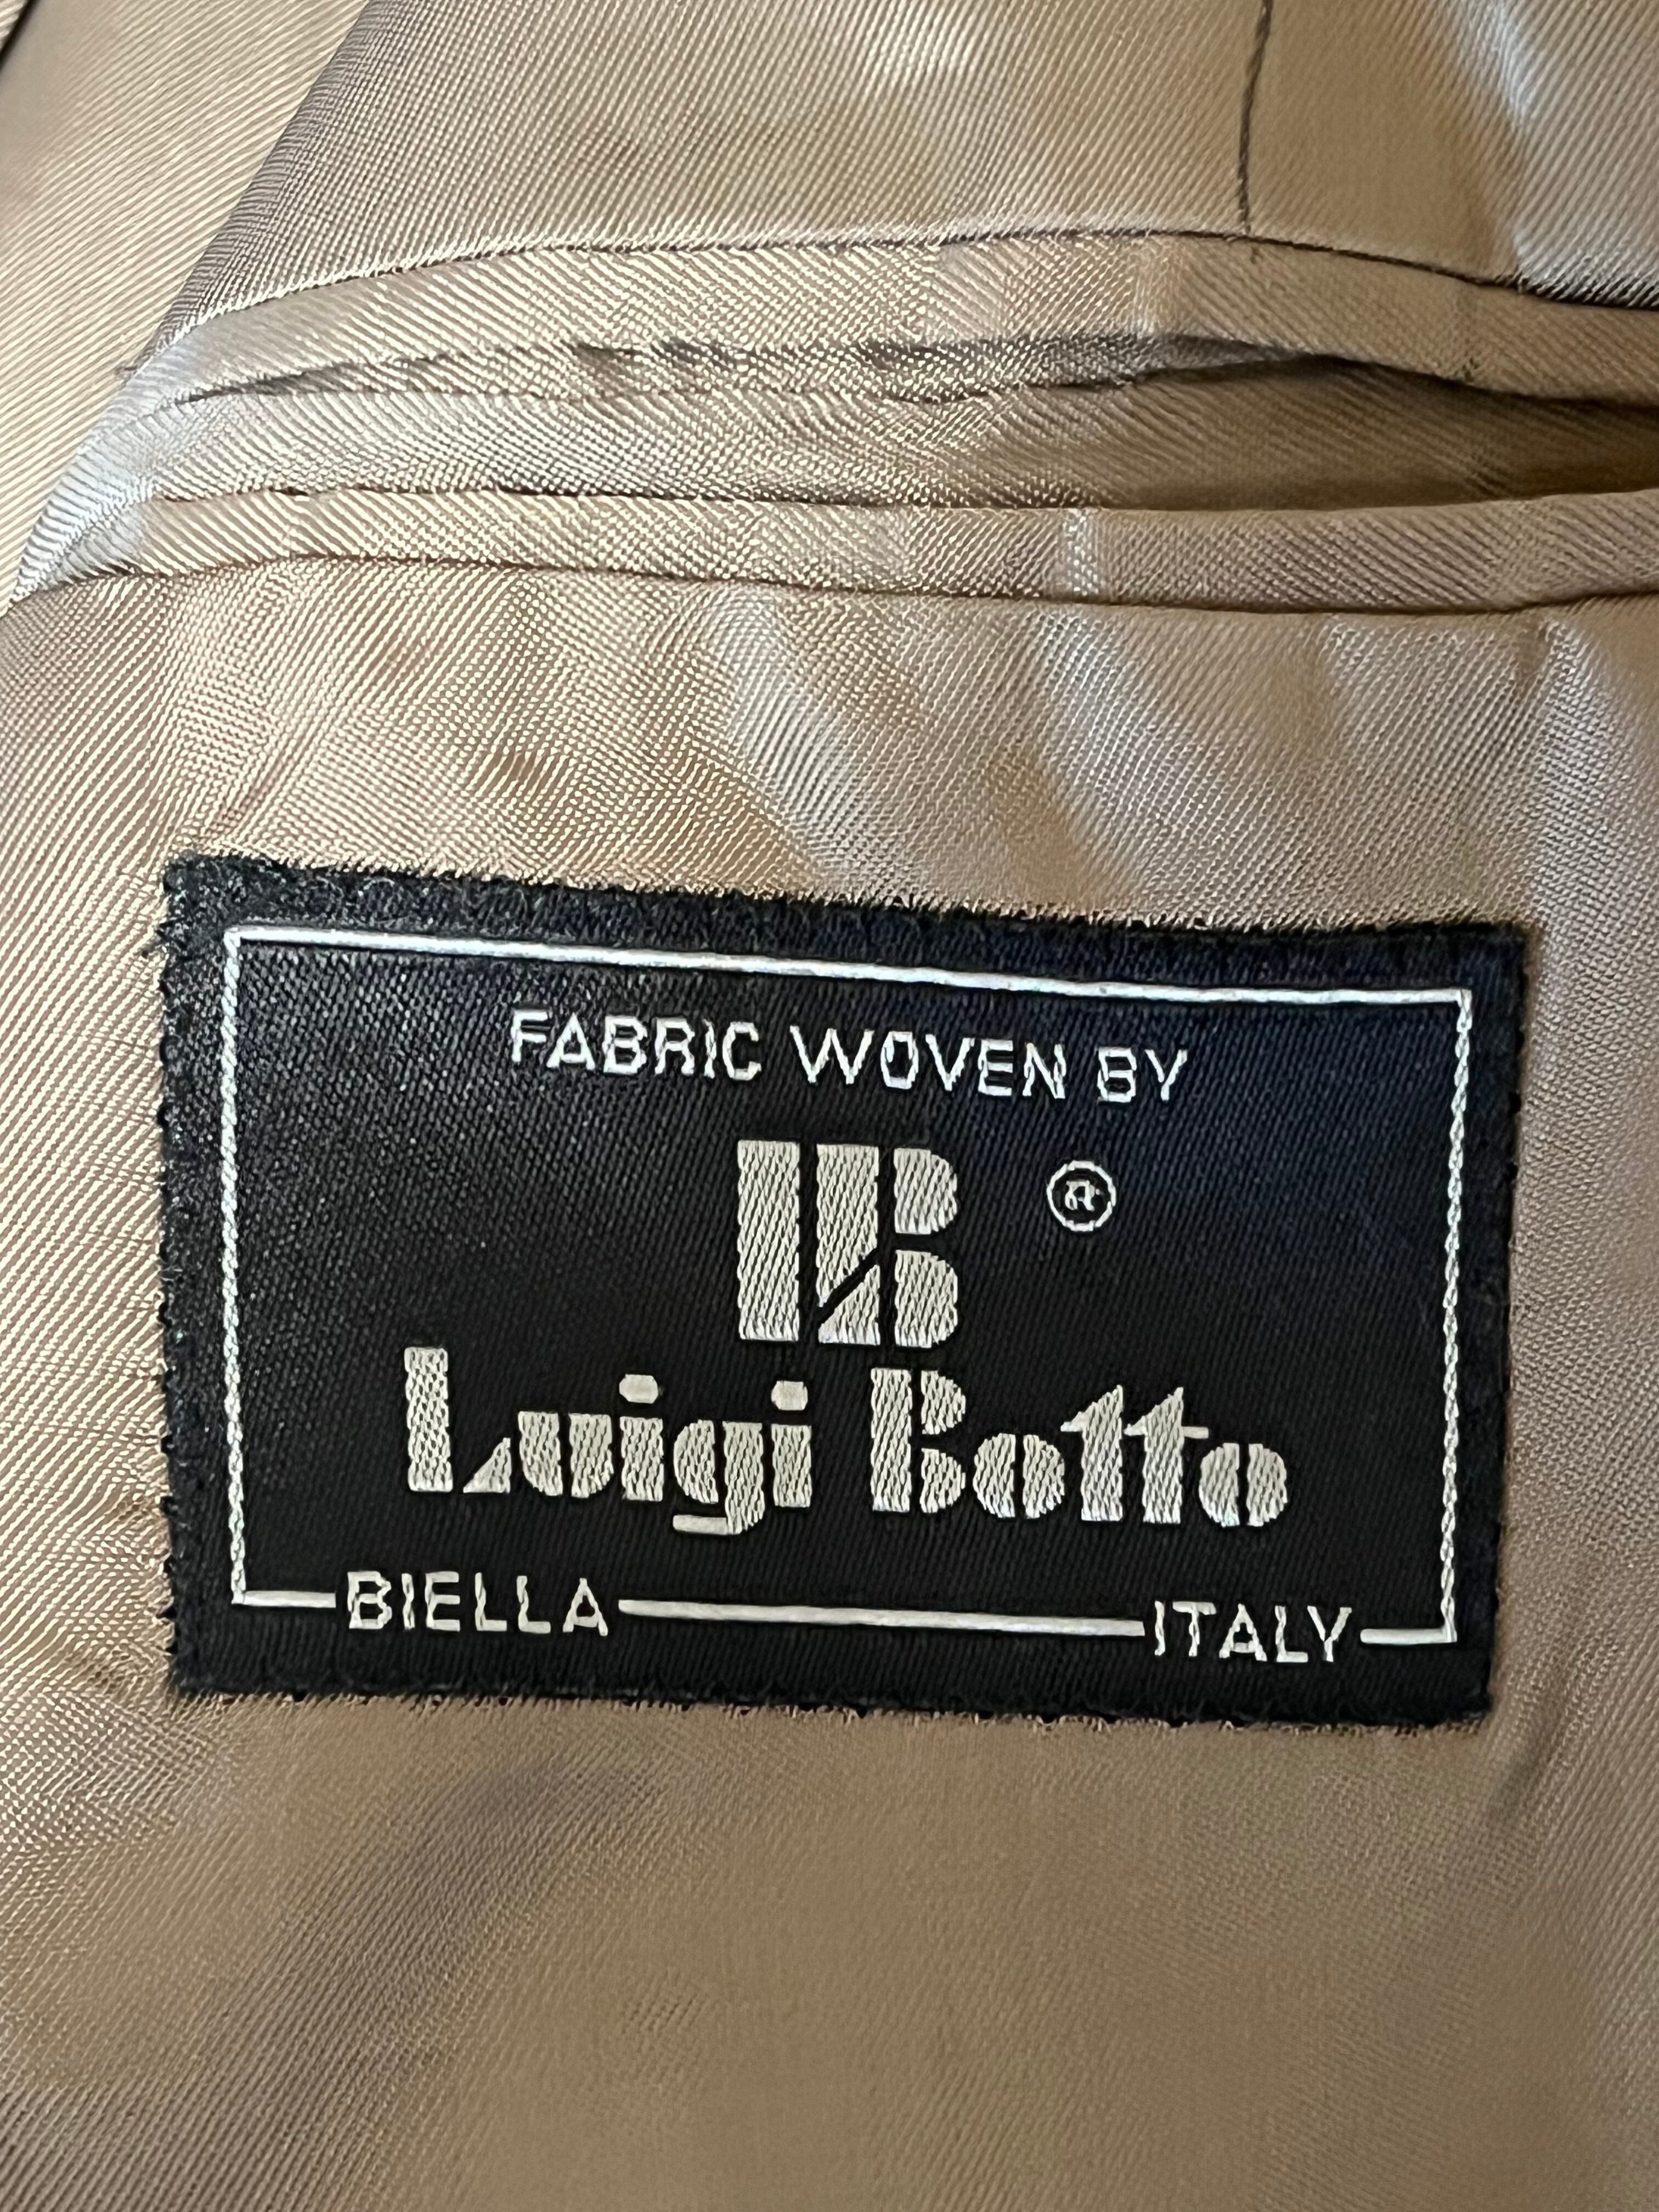 FABRIC WOVEN BY
LB ®
Luigi Botto
BIELLA ITALY